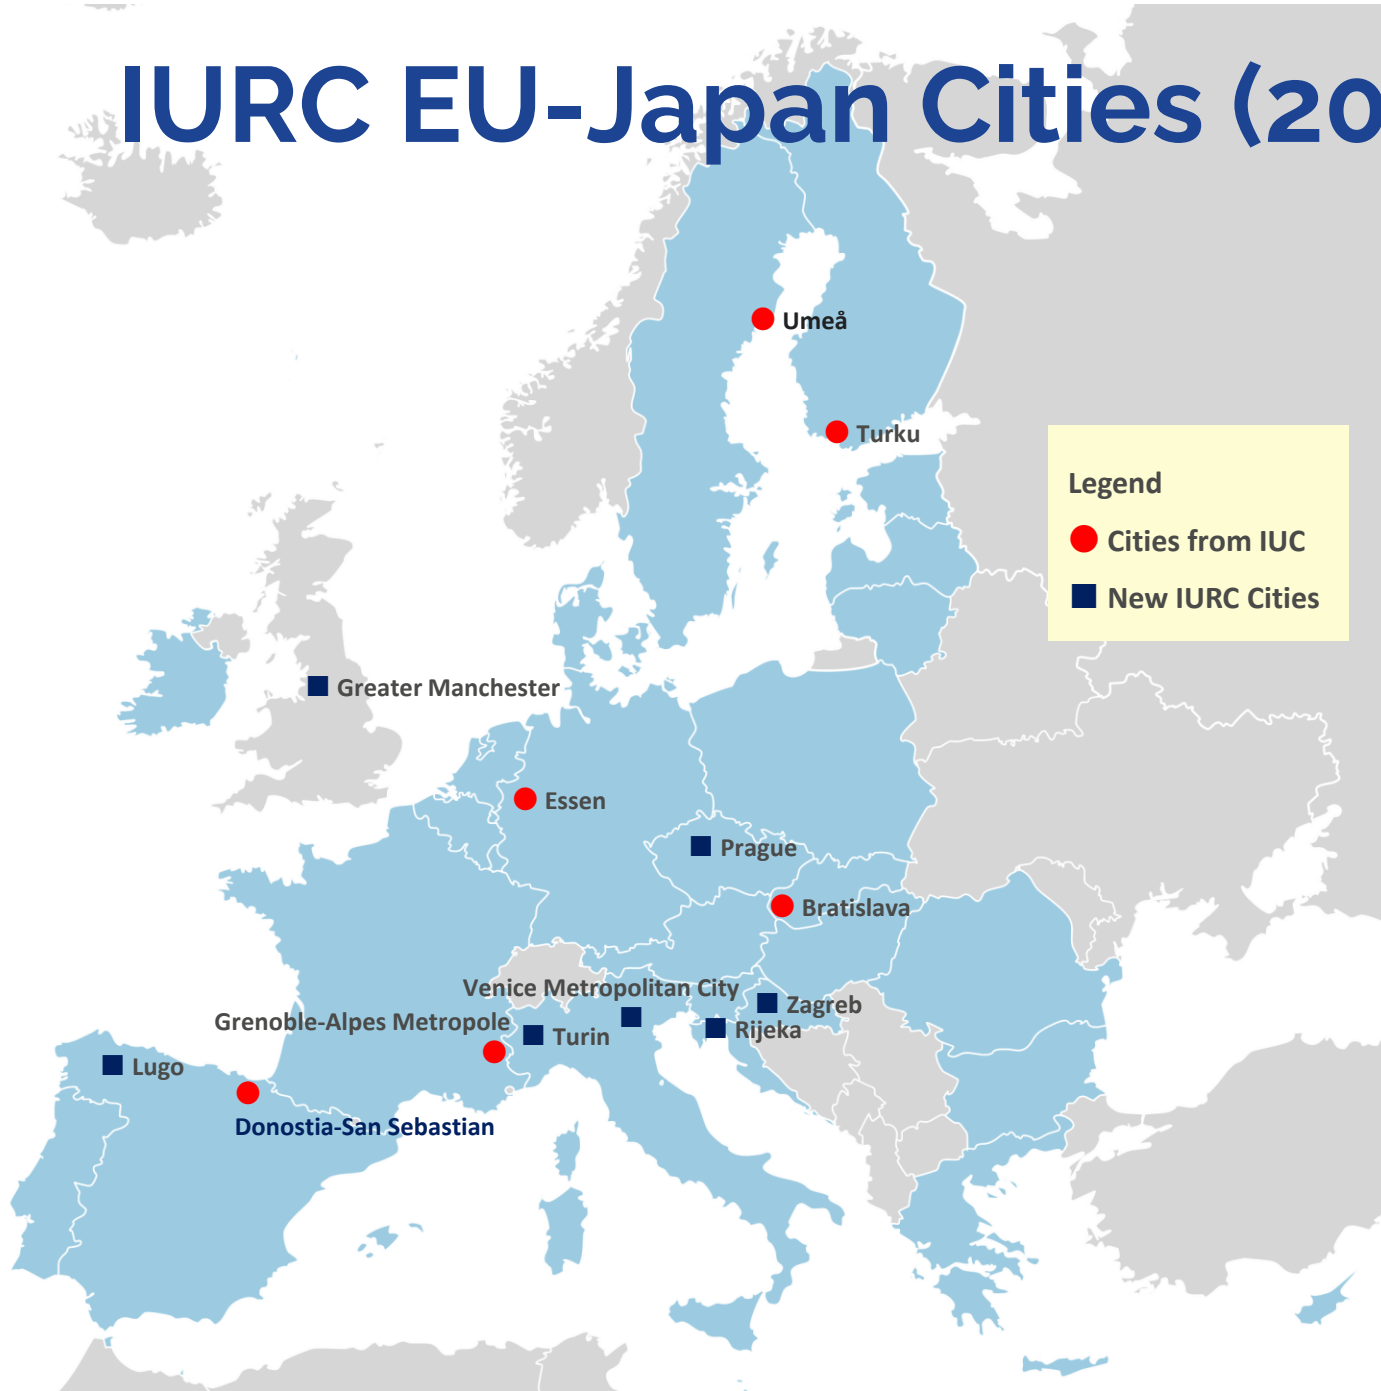 IURC EU-Japan Cities (20
Umeå
Turku
Legend
Cities from IUC
New IURC Cities
Greater Manchester
Essen
Prague
Bratislava
Venice Metropolitan City
Zagreb
Grenoble-Alpes Metropole
Rijeka
Turin
Lugo
Donostia-San Sebastian